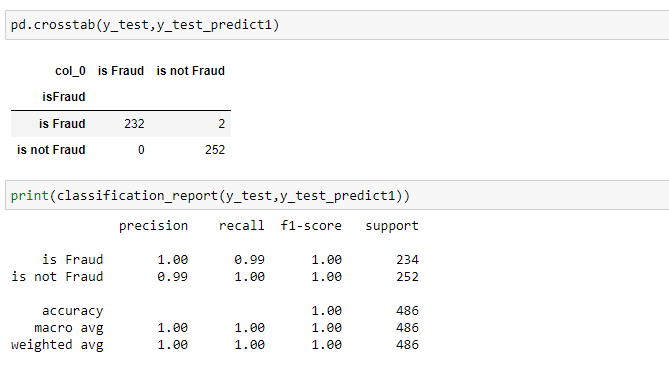 pd.crosstab(y_test,y_test_predict1)
col_0 is Fraud is not Fraud
isFraud
is Fraud 232 2
is not Fraud 0 252
print(classification_report(y_test,y_test_predict1))
precision recall f1-score support
is Fraud 1.00 0.99 1.00 234
is not Fraud 0.99 1.00 1.00 252
accuracy 1.00 486
macro avg 1.00 1.00 1.00 486
weighted avg 1.00 1.00 1.00 486